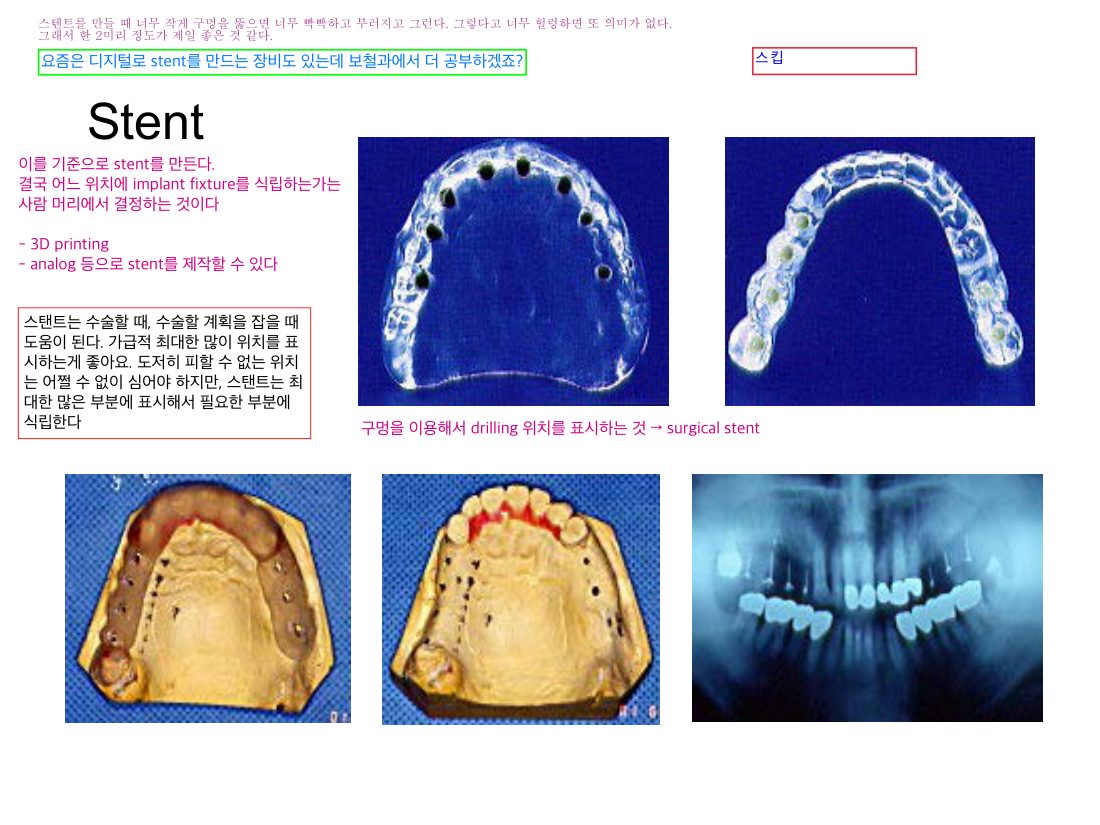 스텐트를 만들 때 너무 작게 구멍을 뚫으면 너무 빡빡하고 부러지고 그런다. 그렇다고 너무 헐렁하면 또 의미가 없다.
그래서 한 2미리 정도가 제일 좋은 것 같다.
요즘은 디지털로 stent를 만드는 장비도 있는데 보철과에서 더 공부하겠죠?
스킵
Stent
이를 기준으로 stent를 만든다.
결국 어느 위치에 implant fixture를 식립하는가는
사람 머리에서 결정하는 것이다
- 3D printing
- analog 등으로 stent를 제작할 수 있다
스탠트는 수술할 때, 수술할 계획을 잡을 때
도움이 된다. 가급적 최대한 많이 위치를 표
시하는게 좋아요. 도저히 피할 수 없는 위치
는 어쩔 수 없이 심어야 하지만, 스탠트는 최
대한 많은 부분에 표시해서 필요한 부분에
식립한다
구멍을 이용해서 drilling 위치를 표시하는 것 → surgical stent